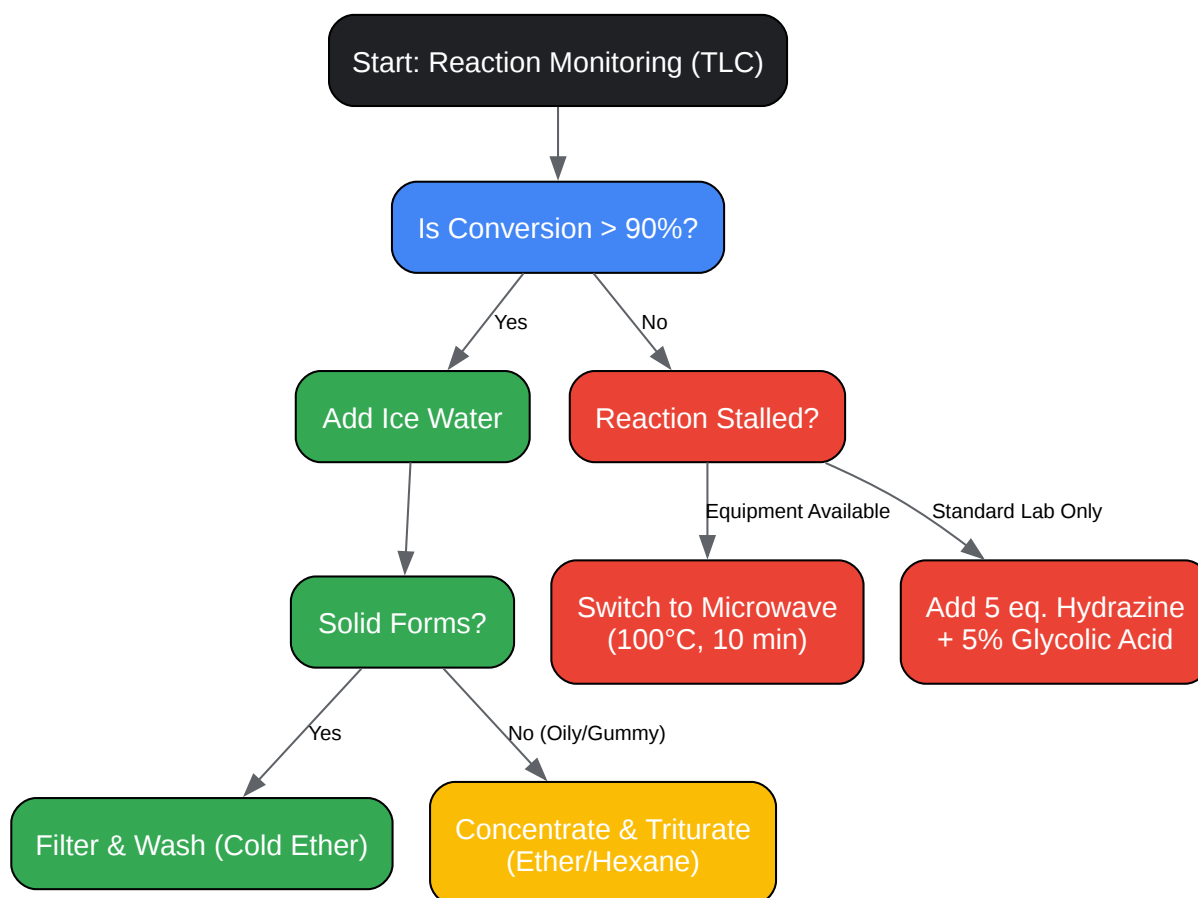 Start: Reaction Monitoring (TLC)
Is Conversion > 90%?
Yes
No
Add Ice Water
Reaction Stalled?
Equipment Available
Standard Lab Only
Solid Forms?
Switch to Microwave
(100°C, 10 min)
Add 5 eq. Hydrazine
+ 5% Glycolic Acid
Yes
No (Oily/Gummy)
Filter & Wash (Cold Ether)
Concentrate & Triturate
(Ether/Hexane)